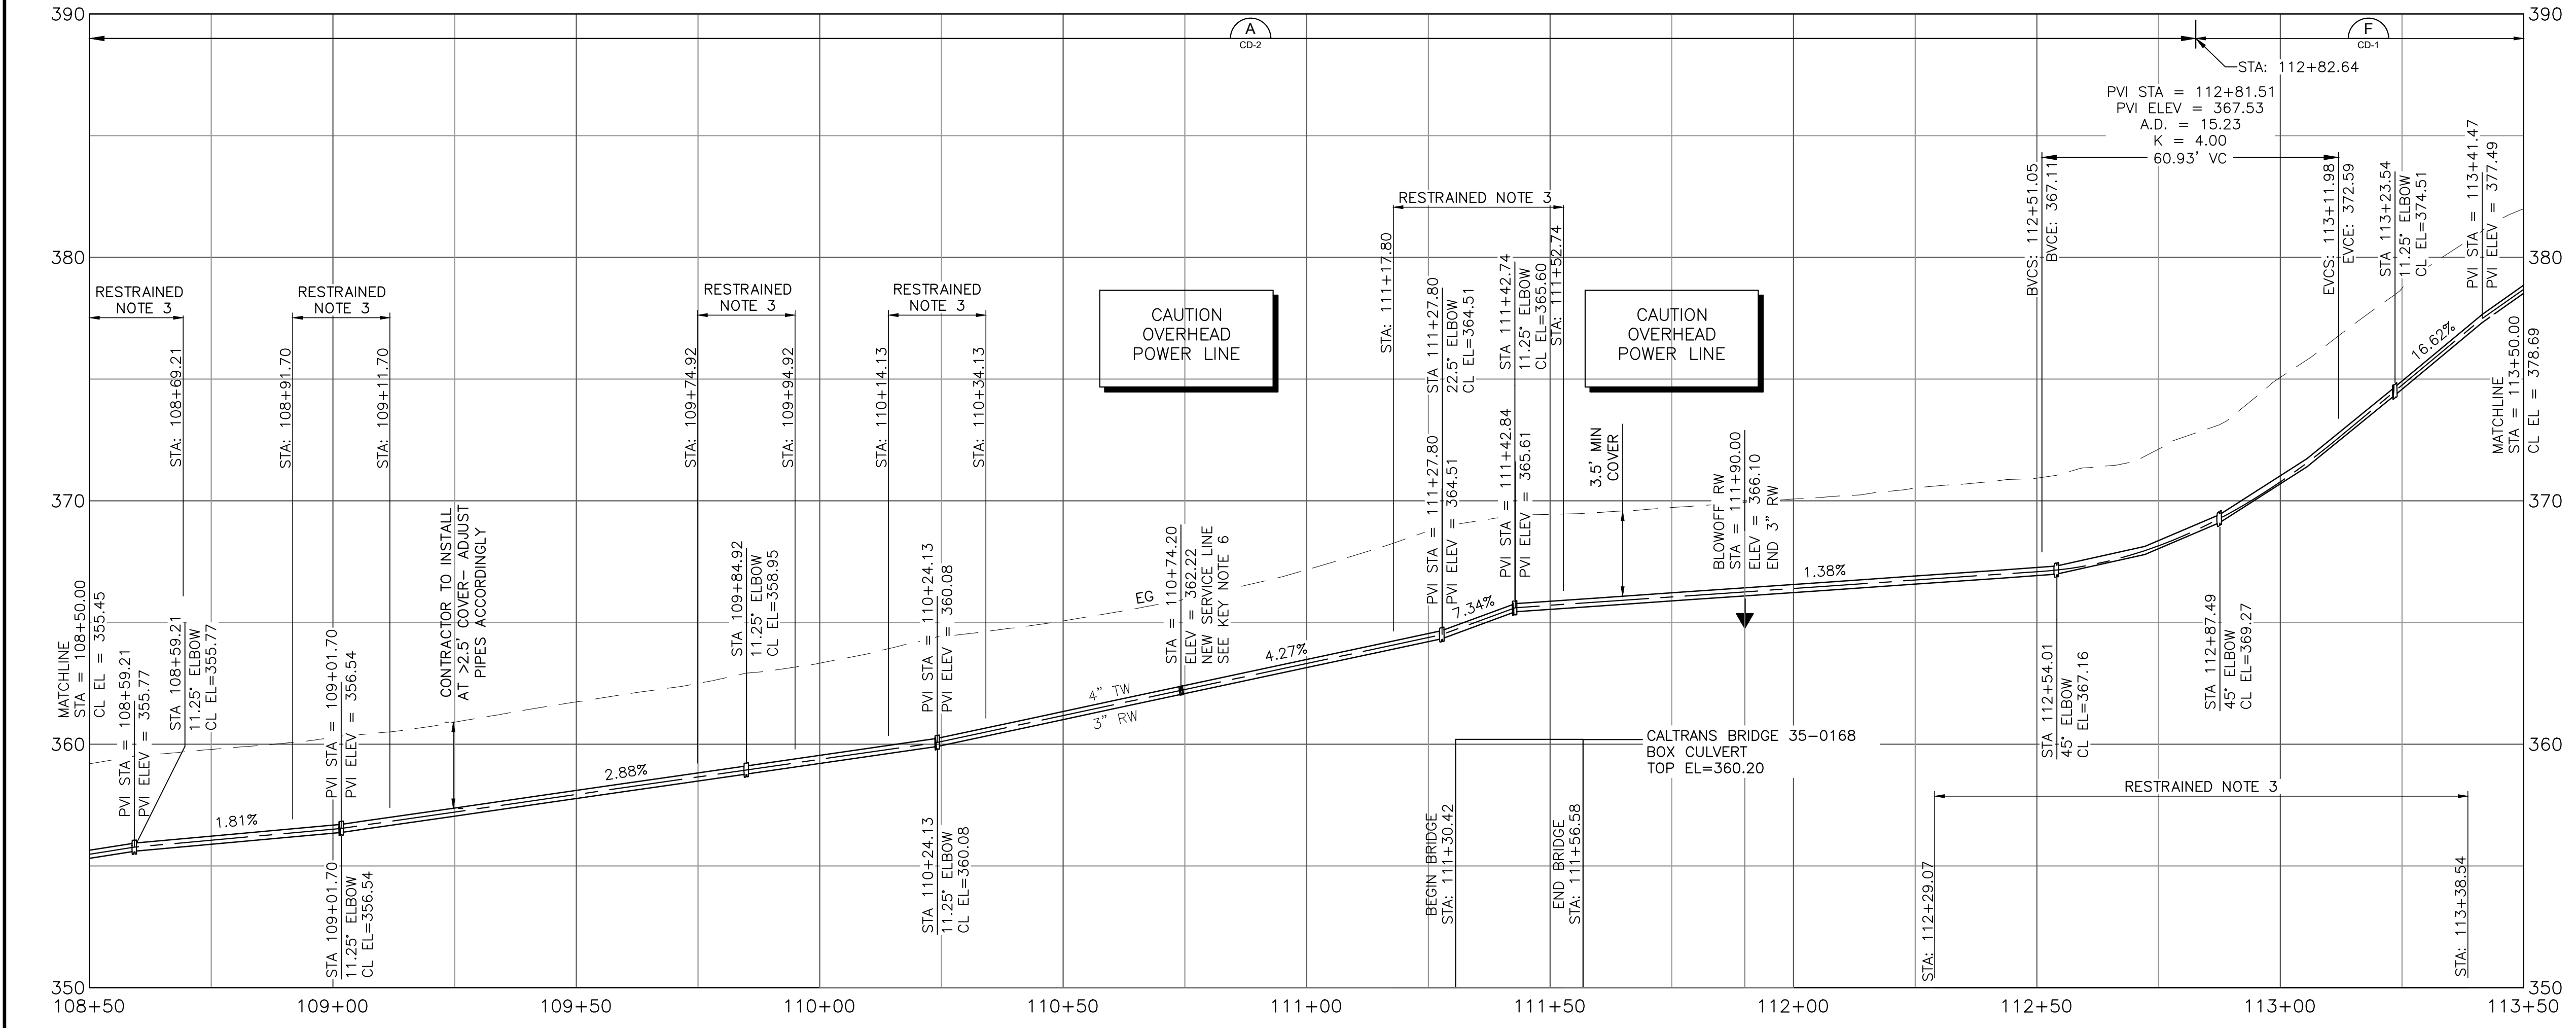 390
390
A
CD-2
F
CD-1
STA: 112+82.64
PVI STA = 112+81.51
PVI ELEV = 367.53
A.D. = 15.23
K = 4.00
60.93' VC
BVCS: 112+51.05
BVCE: 367.11
EVCS: 113+11.98
EVCE: 372.59
STA 113+23.54
11.25° ELBOW
CL EL=374.51
PVI STA = 113+41.47
PVI ELEV = 377.49
RESTRAINED NOTE 3
STA: 111+17.80
STA 111+27.80
22.5° ELBOW
CL EL=364.51
STA 111+42.74
11.25° ELBOW
CL EL=365.60
STA: 111+52.74
380
380
RESTRAINED
NOTE 3
RESTRAINED
NOTE 3
RESTRAINED
NOTE 3
RESTRAINED
NOTE 3
CAUTION
OVERHEAD
POWER LINE
CAUTION
OVERHEAD
POWER LINE
STA: 108+69.21
STA: 108+91.70
STA: 109+11.70
STA: 109+74.92
STA: 109+94.92
STA: 110+14.13
STA: 110+34.13
16.62%
MATCHLINE
STA = 113+50.00
CL EL = 378.69
370
370
PVI STA = 111+27.80
PVI ELEV = 364.51
PVI STA = 111+42.84
PVI ELEV = 365.61
3.5' MIN
COVER
BLOWOFF RW
STA = 111+90.00
ELEV = 366.10
END 3" RW
MATCHLINE
STA = 108+50.00
CL EL = 355.45
PVI STA = 108+59.21
PVI ELEV = 355.77
STA 108+59.21
11.25° ELBOW
CL EL=355.77
PVI STA = 109+01.70
PVI ELEV = 356.54
CONTRACTOR TO INSTALL
AT >2.5' COVER- ADJUST
PIPES ACCORDINGLY
STA 109+84.92
11.25° ELBOW
CL EL=358.95
PVI STA = 110+24.13
PVI ELEV = 360.08
STA = 110+74.20
ELEV = 362.22
NEW SERVICE LINE
SEE KEY NOTE 6
EG
7.34%
1.38%
4.27%
4" TW
3" RW
2.88%
1.81%
360
360
CALTRANS BRIDGE 35-0168
BOX CULVERT
TOP EL=360.20
STA 112+54.01
45° ELBOW
CL EL=367.16
STA 112+87.49
45° ELBOW
CL EL=369.27
RESTRAINED NOTE 3
STA 109+01.70
11.25° ELBOW
CL EL=356.54
STA 110+24.13
11.25° ELBOW
CL EL=360.08
BEGIN BRIDGE
STA: 111+30.42
END BRIDGE
STA: 111+56.58
STA: 112+29.07
STA: 113+38.54
350
350
108+50
109+00
109+50
110+00
110+50
111+00
111+50
112+00
112+50
113+00
113+50